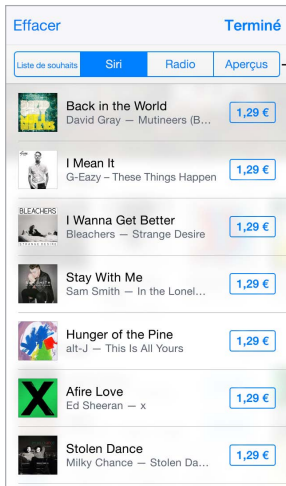 Effacer Terminé
Liste de souhaits Siri Radio Aperçus
Back in the World
David Gray — Mutineers (B... 1,29 €
I Mean It
G-Eazy – These Things Happen 1,29 €
BLEACHERS
STRANGE DESIRE
I Wanna Get Better
Bleachers — Strange Desire 1,29 €
Stay With Me
Sam Smith — In the Lonel... 1,29 €
Hunger of the Pine
alt-J — This Is All Yours 1,29 €
Afire Love
Ed Sheeran — x 1,29 €
Stolen Dance
Milky Chance — Stolen Da... 1,29 €